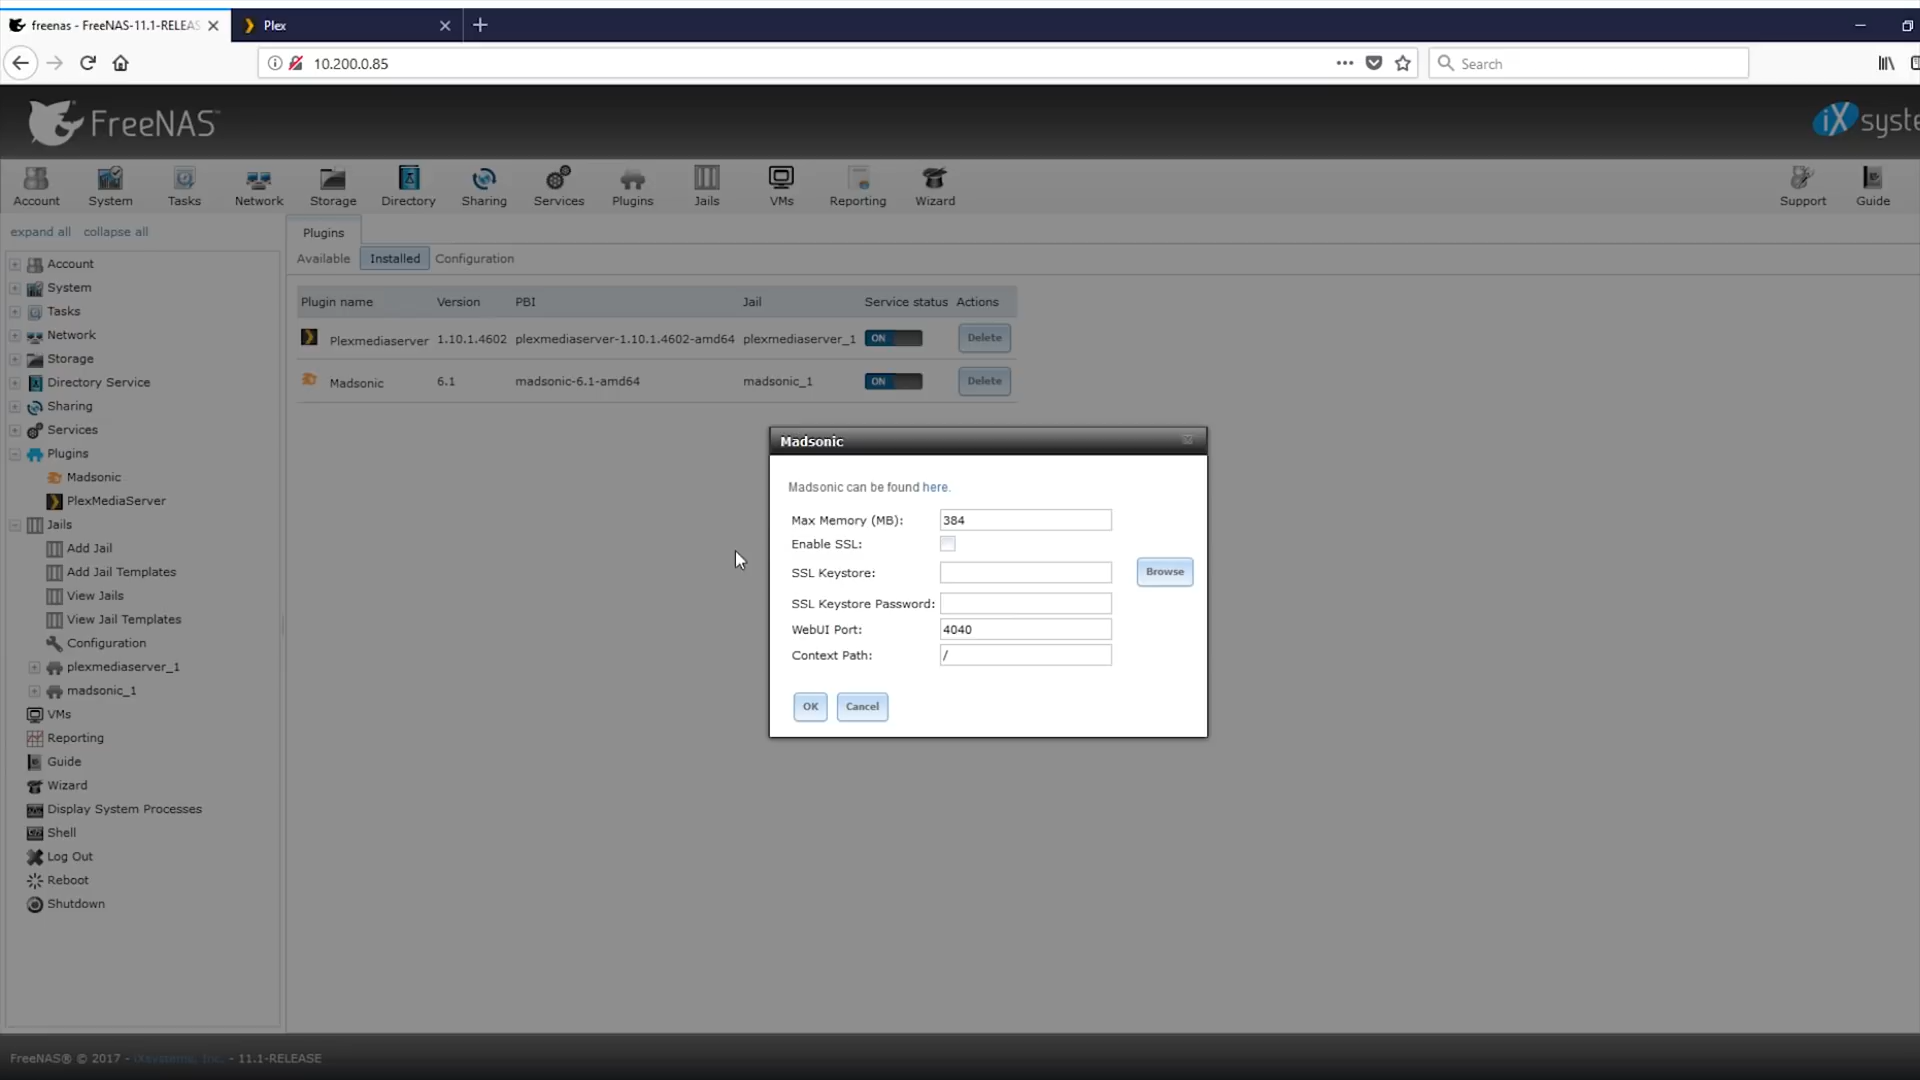 freenas - FreeNAS-11.1-RELEAS
Plex
10.200.0.85
Search
FreeNAS
iX syste
Account System Tasks Network Storage Directory Sharing Services Plugins Jails VMs Reporting Wizard Support Guide
expand all collapse all
Plugins
Available Installed Configuration
Account
System
Tasks
Network
Storage
Directory Service
Sharing
Services
Plugins
Madsonic
PlexMediaServer
Jails
Add Jail
Add Jail Templates
View Jails
View Jail Templates
Configuration
plexmediaserver_1
madsonic_1
VMs
Reporting
Guide
Wizard
Display System Processes
Shell
Log Out
Reboot
Shutdown
Plugin name Version PBI Jail Service status Actions
Plexmediaserver 1.10.1.4602 plexmediaserver-1.10.1.4602-amd64 plexmediaserver_1 ON Delete
Madsonic 6.1 madsonic-6.1-amd64 madsonic_1 ON Delete
Madsonic
Madsonic can be found here.
Max Memory (MB): 384
Enable SSL:
SSL Keystore: Browse
SSL Keystore Password:
WebUI Port: 4040
Context Path: /
OK Cancel
FreeNAS® © 2017 - iXsystems, Inc. - 11.1-RELEASE